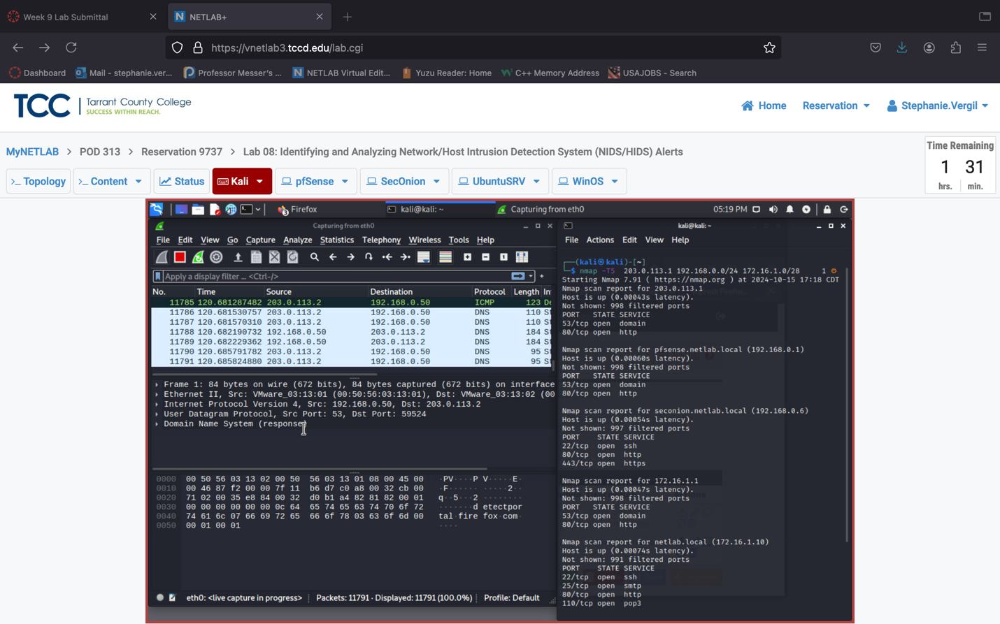 Week 9 Lab Submittal
NETLAB+
https://vnetlab3.tccd.edu/lab.cgi
Dashboard
Mail - stephanie.ver...
Professor Messer's ...
NETLAB Virtual Edit...
Yuzu Reader: Home
C++ Memory Address
USAJOBS - Search
TCC Tarrant County College
SUCCESS WITHIN REACH.
Home Reservation Stephanie.Vergil
MyNETLAB > POD 313 > Reservation 9737 > Lab 08: Identifying and Analyzing Network/Host Intrusion Detection System (NIDS/HIDS) Alerts
Time Remaining
1 31
hrs. min.
>_ Topology >_ Content Status Kali pfSense SecOnion UbuntuSRV WinOS
Firefox kali@kali: ~ Capturing from eth0 05:19 PM
Capturing from eth0
File Edit View Go Capture Analyze Statistics Telephony Wireless Tools Help
Apply a display filter ... <Ctrl-/>
No. Time Source Destination Protocol Length In
11785 120.681287482 203.0.113.2 192.168.0.50 ICMP 123 De
11786 120.681530757 203.0.113.2 192.168.0.50 DNS 110 St
11787 120.681570310 203.0.113.2 192.168.0.50 DNS 110 St
11788 120.682190732 192.168.0.50 203.0.113.2 DNS 184 St
11789 120.682229362 192.168.0.50 203.0.113.2 DNS 184 St
11790 120.685791782 203.0.113.2 192.168.0.50 DNS 95 St
11791 120.685824880 203.0.113.2 192.168.0.50 DNS 95 St
Frame 1: 84 bytes on wire (672 bits), 84 bytes captured (672 bits) on interface
Ethernet II, Src: VMware_03:13:01 (00:50:56:03:13:01), Dst: VMware_03:13:02 (00
Internet Protocol Version 4, Src: 192.168.0.50, Dst: 203.0.113.2
User Datagram Protocol, Src Port: 53, Dst Port: 59524
Domain Name System (response)
0000 00 50 56 03 13 02 00 50 56 03 13 01 08 00 45 00 ·PV····P V·····E·
0010 00 46 87 f2 00 00 7f 11 b6 d7 c0 a8 00 32 cb 00 ·F······ ·····2··
0020 71 02 00 35 e8 84 00 32 d0 b1 a4 82 81 82 00 01 q··5···2 ········
0030 00 00 00 00 00 00 0c 64 65 74 65 63 74 70 6f 72 ·······d etectpor
0040 74 61 6c 07 66 69 72 65 66 6f 78 03 63 6f 6d 00 tal·fire fox·com·
0050 00 01 00 01 ····
eth0: <live capture in progress> Packets: 11791 · Displayed: 11791 (100.0%) Profile: Default
kali@kali: ~
File Actions Edit View Help
(kali㉿kali)-[~]
$ nmap -T5 203.0.113.1 192.168.0.0/24 172.16.1.0/28 1
Starting Nmap 7.91 ( https://nmap.org ) at 2024-10-15 17:18 CDT
Nmap scan report for 203.0.113.1
Host is up (0.00043s latency).
Not shown: 998 filtered ports
PORT STATE SERVICE
53/tcp open domain
80/tcp open http
Nmap scan report for pfsense.netlab.local (192.168.0.1)
Host is up (0.00060s latency).
Not shown: 998 filtered ports
PORT STATE SERVICE
53/tcp open domain
80/tcp open http
Nmap scan report for seconion.netlab.local (192.168.0.6)
Host is up (0.00054s latency).
Not shown: 997 filtered ports
PORT STATE SERVICE
22/tcp open ssh
80/tcp open http
443/tcp open https
Nmap scan report for 172.16.1.1
Host is up (0.00047s latency).
Not shown: 998 filtered ports
PORT STATE SERVICE
53/tcp open domain
80/tcp open http
Nmap scan report for netlab.local (172.16.1.10)
Host is up (0.00074s latency).
Not shown: 991 filtered ports
PORT STATE SERVICE
22/tcp open ssh
25/tcp open smtp
80/tcp open http
110/tcp open pop3